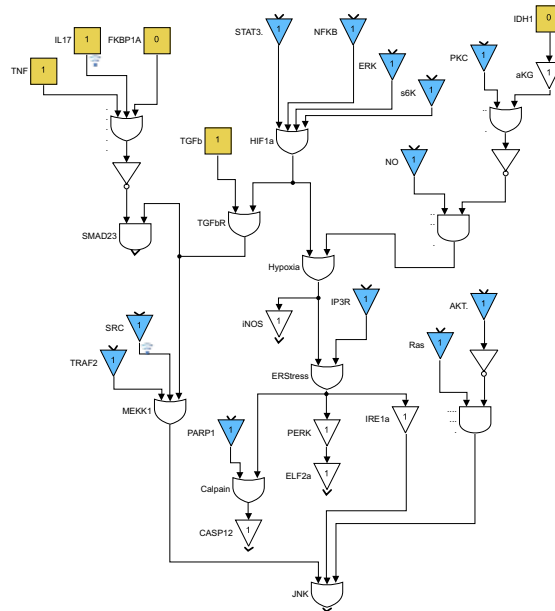 STAT3. NFKB IDH1
IL17 1 FKBP1A 0 1 1 0
TNF 1 ERK 1 PKC 1 aKG 1
s6K 1
TGFb 1 HIF1a
NO 1
SMAD23 TGFbR
Hypoxia
SRC 1 iNOS 1 IP3R 1 AKT. 1
TRAF2 1 Ras 1
ERStress
MEKK1
PARP1 1 PERK 1 IRE1a 1
Calpain ELF2a 1
CASP12 1
JNK